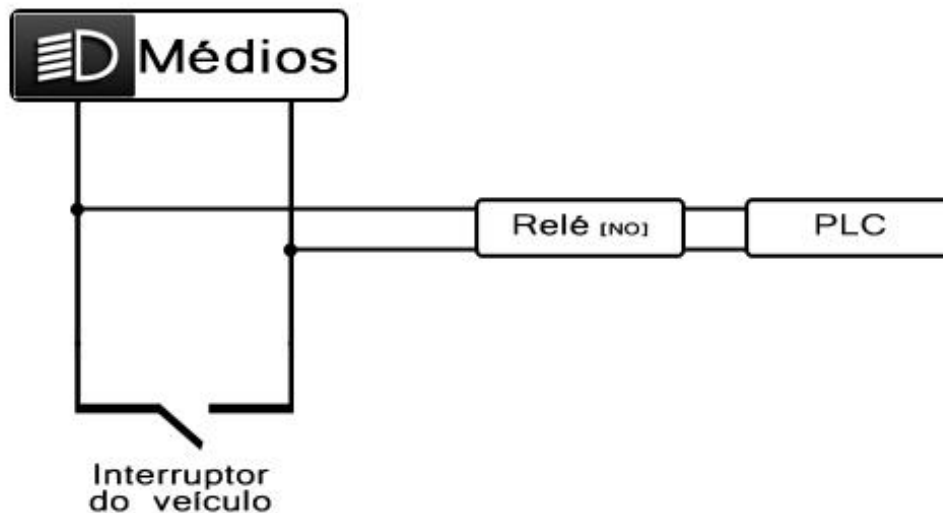 Médios
Relé [NO]
PLC
Interruptor
do veículo